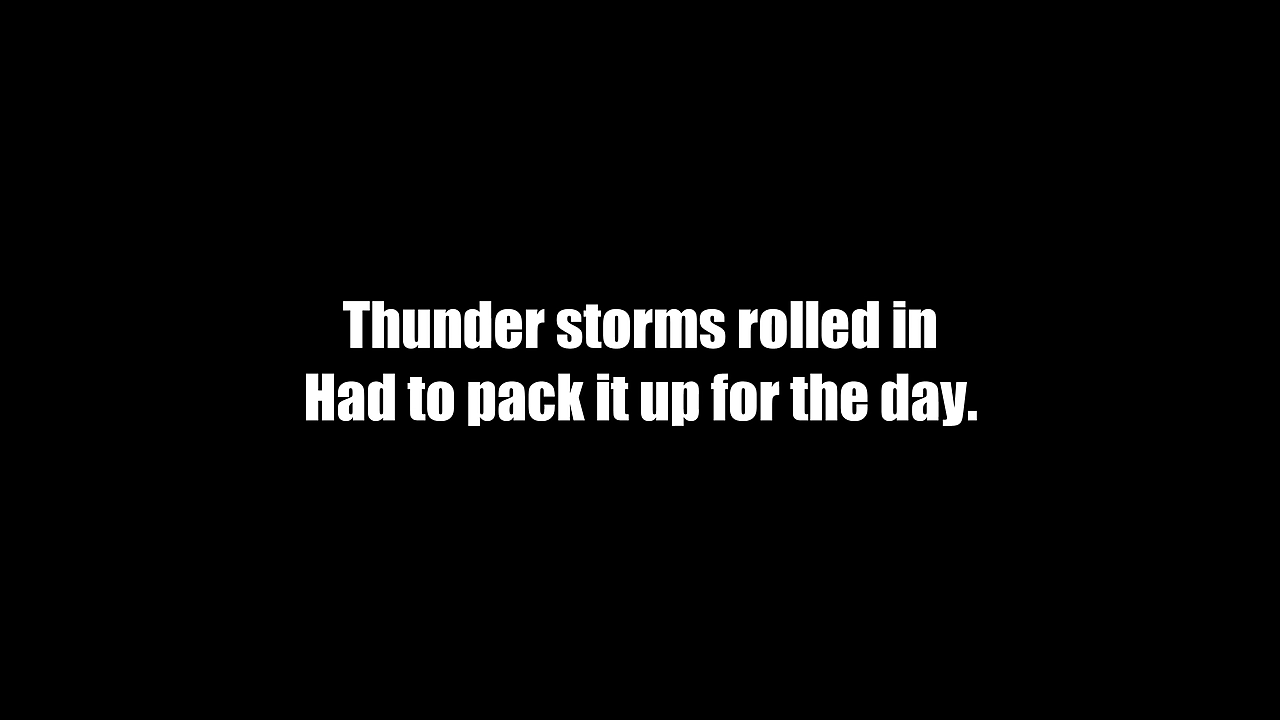 Thunder storms rolled in
Had to pack it up for the day.